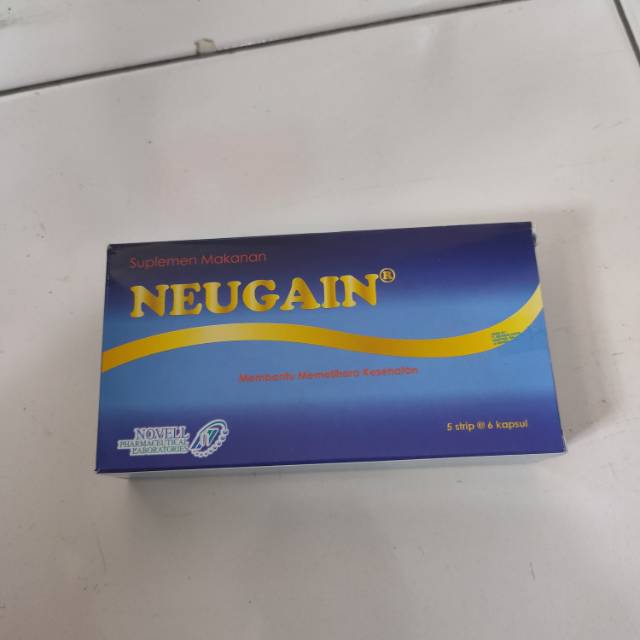 Suplemen Makanan
NEUGAIN®
Membantu Memelihara Kesehatan
NOVELL
PHARMACEUTICAL
LABORATORIES
5 strip @ 6 kapsul